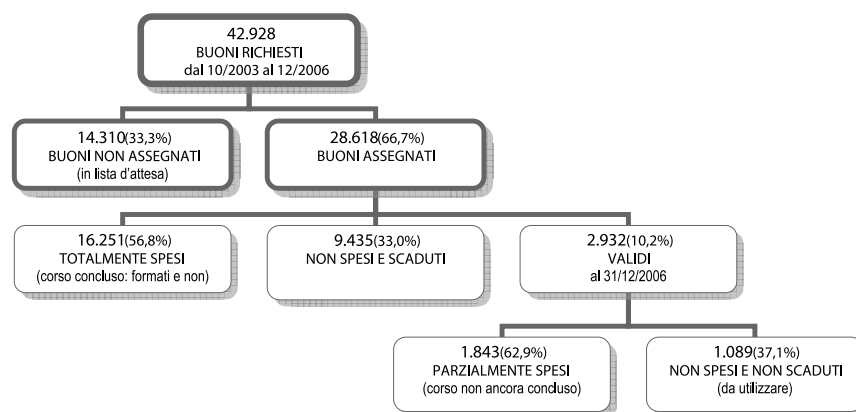 42.928
BUONI RICHIESTI
dal 10/2003 al 12/2006
14.310(33,3%)
BUONI NON ASSEGNATI
(in lista d'attesa)
28.618(66,7%)
BUONI ASSEGNATI
16.251(56,8%)
TOTALMENTE SPESI
(corso concluso: formati e non)
9.435(33,0%)
NON SPESI E SCADUTI
2.932(10,2%)
VALIDI
al 31/12/2006
1.843(62,9%)
PARZIALMENTE SPESI
(corso non ancora concluso)
1.089(37,1%)
NON SPESI E NON SCADUTI
(da utilizzare)